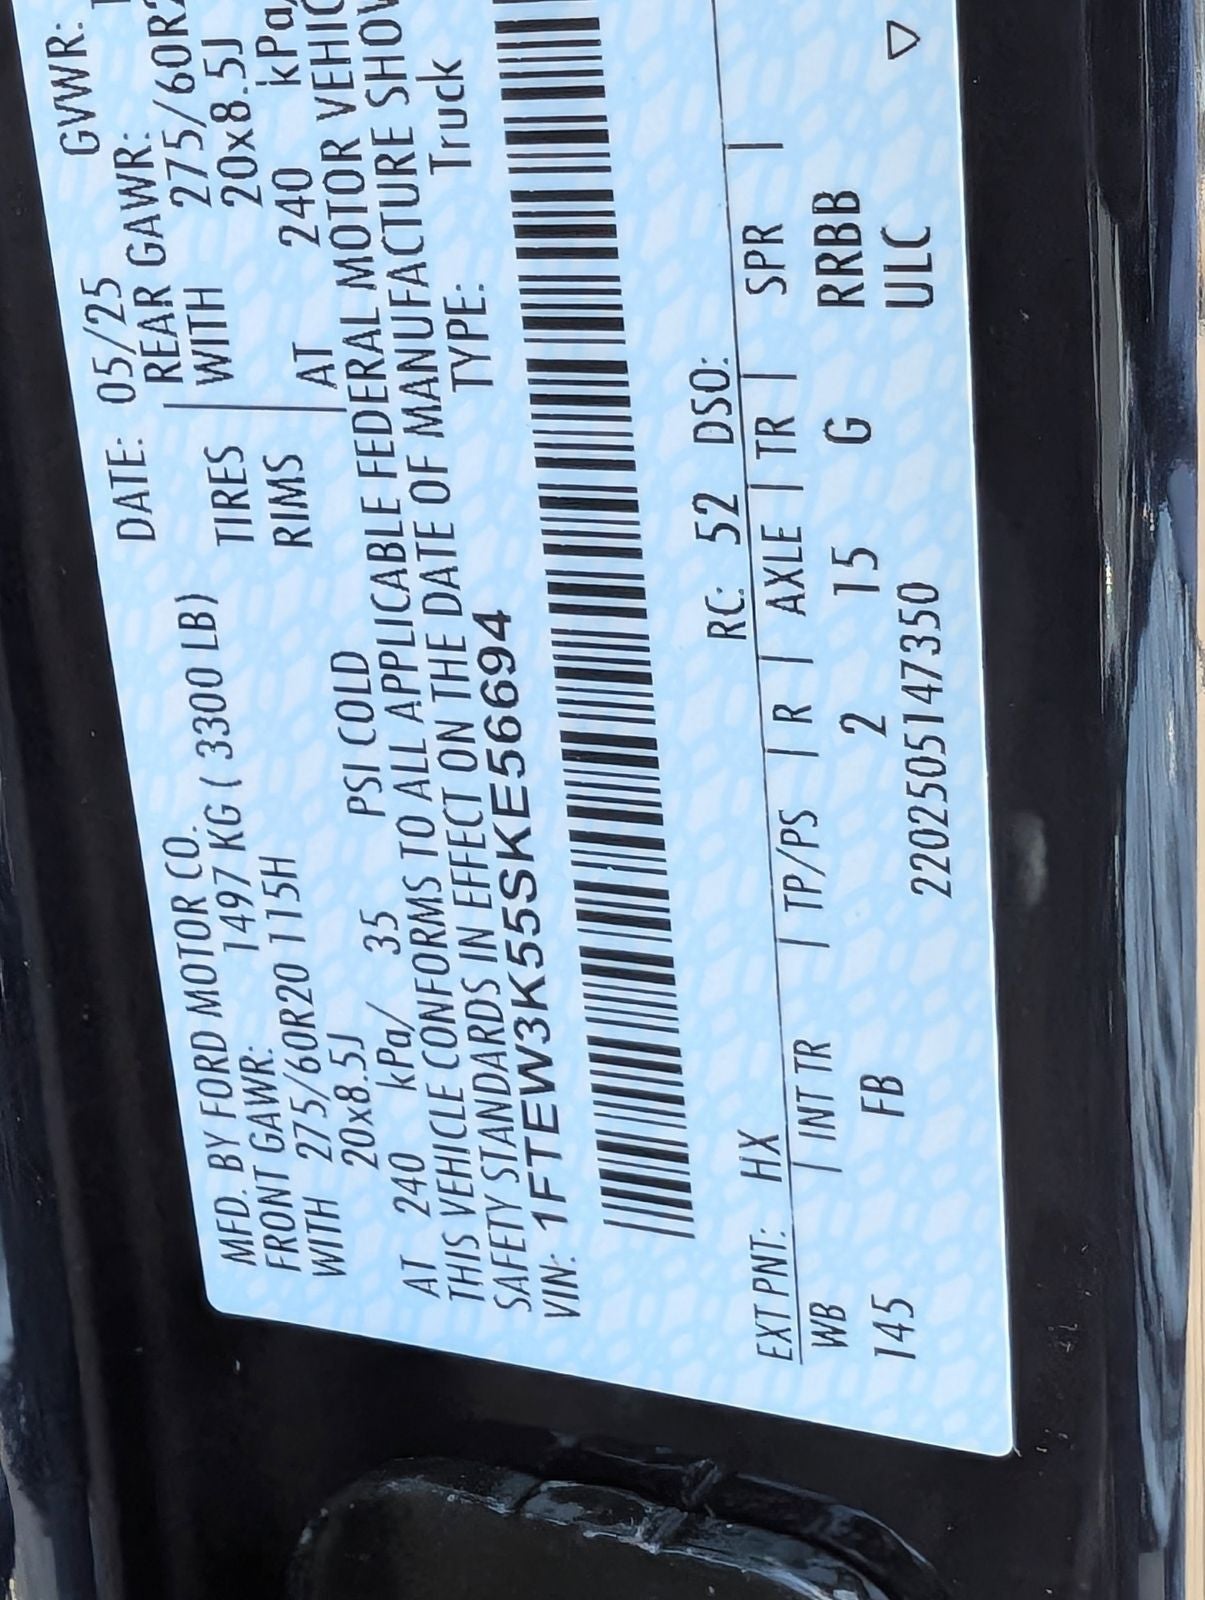 MFD. BY FORD MOTOR CO. DATE: 05/25 GVWR:
FRONT GAWR: 1497 KG ( 3300 LB) REAR GAWR:
WITH 275/60R20 115H TIRES WITH 275/60R2
20x8.5J RIMS 20x8.5J
AT 240 kPa/ 35 PSI COLD AT 240 kPa/
THIS VEHICLE CONFORMS TO ALL APPLICABLE FEDERAL MOTOR VEHIC
SAFETY STANDARDS IN EFFECT ON THE DATE OF MANUFACTURE SHOW
VIN: 1FTEW3K55SKE56694 TYPE: Truck
EXT PNT: HX RC: 52 DSO:
WB | INT TR | TP/PS | R | AXLE | TR | SPR |
145 FB 2 15 G RRBB
220250514735​0 ULC